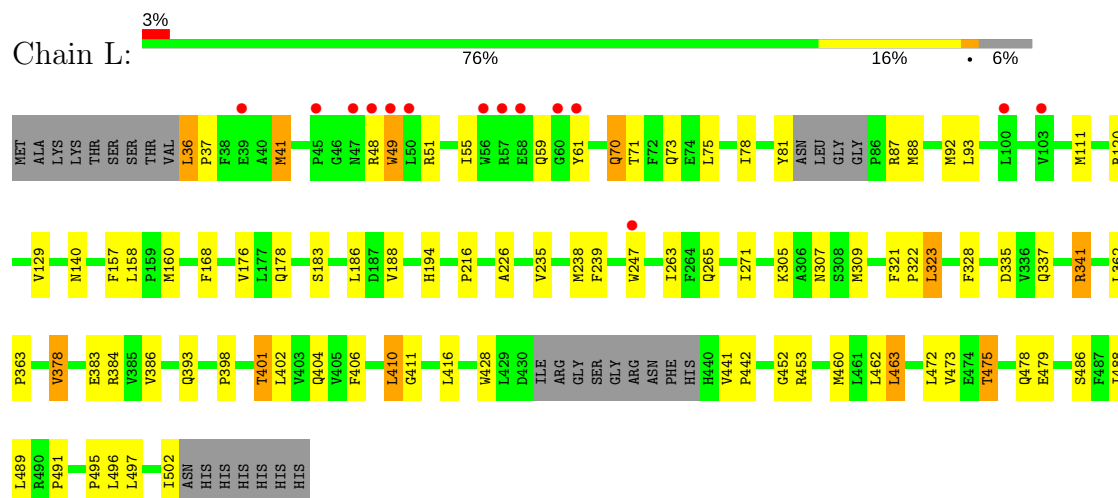 3%
Chain L:
76% 16% • 6%
MET ALA LYS LYS THR SER SER THR VAL L36 P37 F38 E39 A40 M41 P45 G46 N47 R48 W49 L50 R51 I55 W56 R57 E58 Q59 G60 Y61 Q70 T71 F72 Q73 E74 L75 I78 Y81 ASN LEU GLY GLY P86 R87 M88 M92 L93 L100 V103 M111
V129 N140 F157 L158 P159 M160 F168 V176 L177 Q178 S183 L186 D187 V188 H194 P216 A226 V235 M238 F239 W247 I263 F264 Q265 I271 K305 A306 N307 S308 M309 F321 P322 L323 F328 D335 V336 Q337 R341 L362
P363 V378 E383 R384 V385 V386 Q393 P398 T401 L402 V403 Q404 V405 F406 L410 G411 L416 W428 L429 D430 ILE ARG GLY SER GLY ARG ASN PHE HIS H440 V441 P442 G452 R453 M460 L461 L462 L463 L472 V473 E474 T475 Q478 E479 S486 F487
L489 R490 P491 P495 L496 L497 I502 ASN HIS HIS HIS HIS HIS HIS